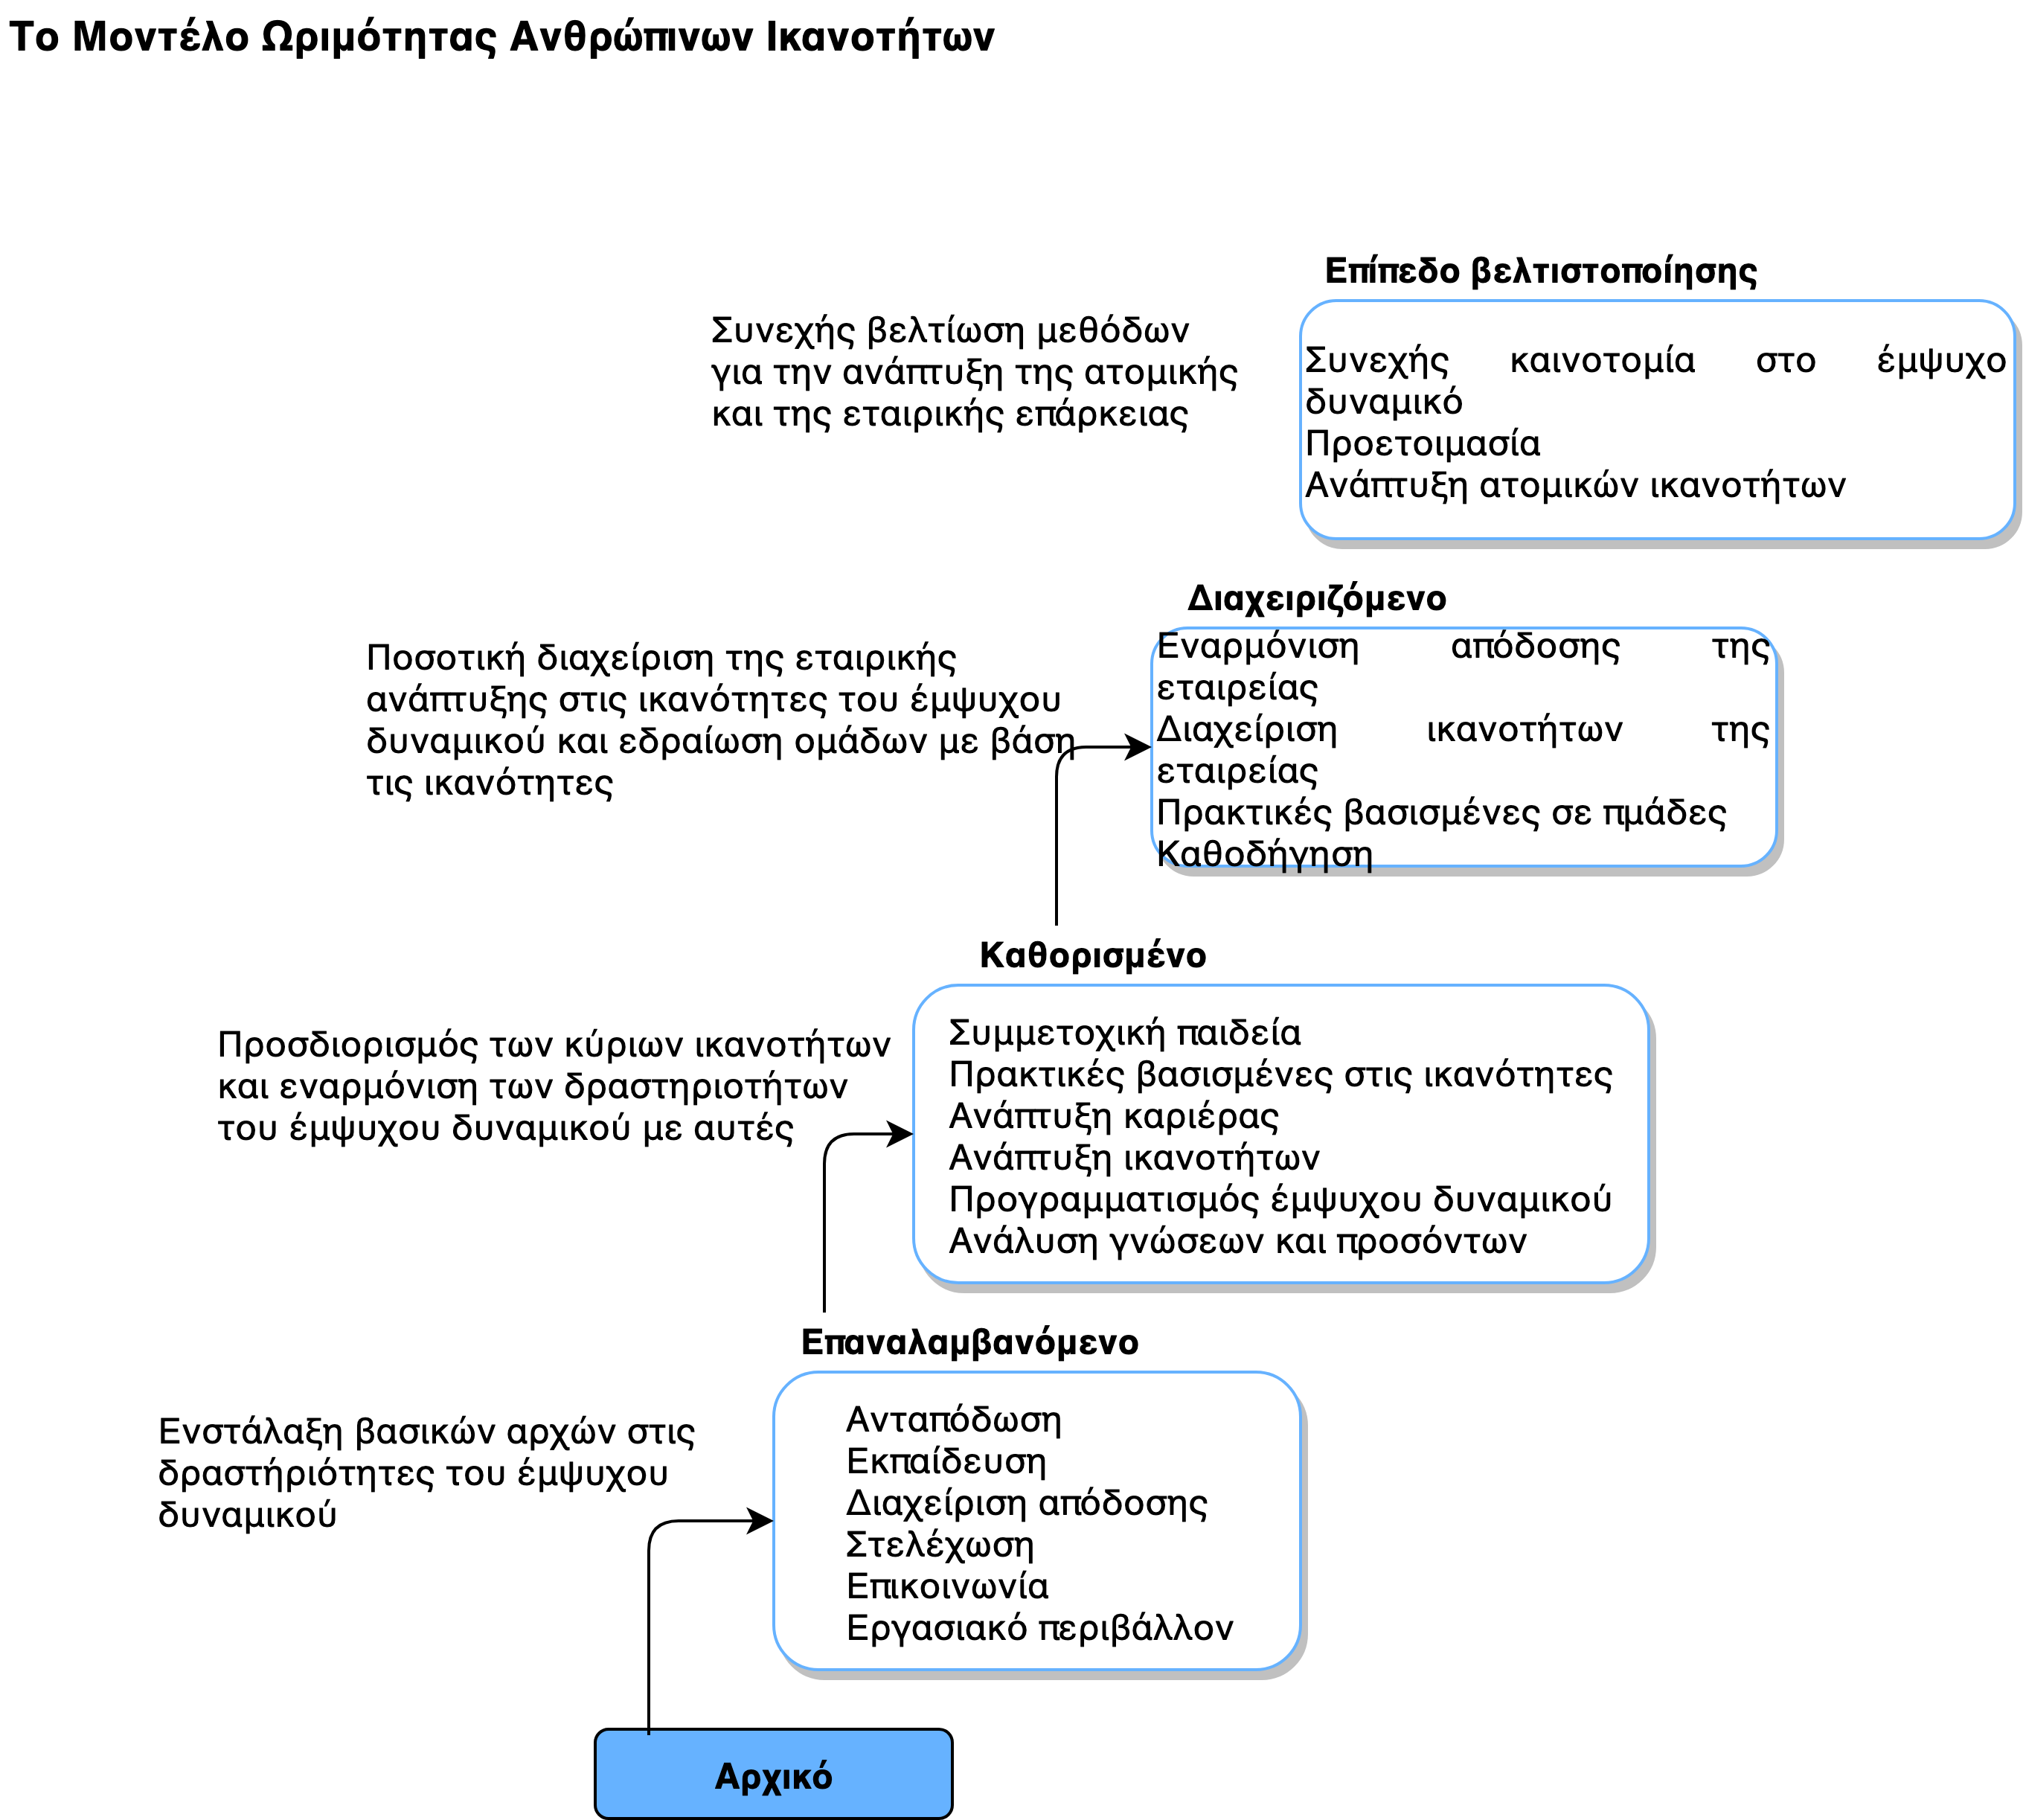 Το Μοντέλο Ωριμότητας Ανθρώπινων Ικανοτήτων
Επίπεδο βελτιστοποίησης
Συνεχής βελτίωση μεθόδων
για την ανάπτυξη της ατομικής
και της εταιρικής επάρκειας
Συνεχής καινοτομία στο έμψυχο
δυναμικό
Προετοιμασία
Ανάπτυξη ατομικών ικανοτήτων
Διαχειριζόμενο
Ποσοτική διαχείριση της εταιρικής
ανάπτυξης στις ικανότητες του έμψυχου
δυναμικού και εδραίωση ομάδων με βάση
τις ικανότητες
Εναρμόνιση απόδοσης της
εταιρείας
Διαχείριση ικανοτήτων της
εταιρείας
Πρακτικές βασισμένες σε πμάδες
Καθοδήγηση
Καθορισμένο
Προσδιορισμός των κύριων ικανοτήτων
και εναρμόνιση των δραστηριοτήτων
του έμψυχου δυναμικού με αυτές
Συμμετοχική παιδεία
Πρακτικές βασισμένες στις ικανότητες
Ανάπτυξη καριέρας
Ανάπτυξη ικανοτήτων
Προγραμματισμός έμψυχου δυναμικού
Ανάλυση γνώσεων και προσόντων
Επαναλαμβανόμενο
Ενστάλαξη βασικών αρχών στις
δραστήριότητες του έμψυχου
δυναμικού
Ανταπόδωση
Εκπαίδευση
Διαχείριση απόδοσης
Στελέχωση
Επικοινωνία
Εργασιακό περιβάλλον
Αρχικό